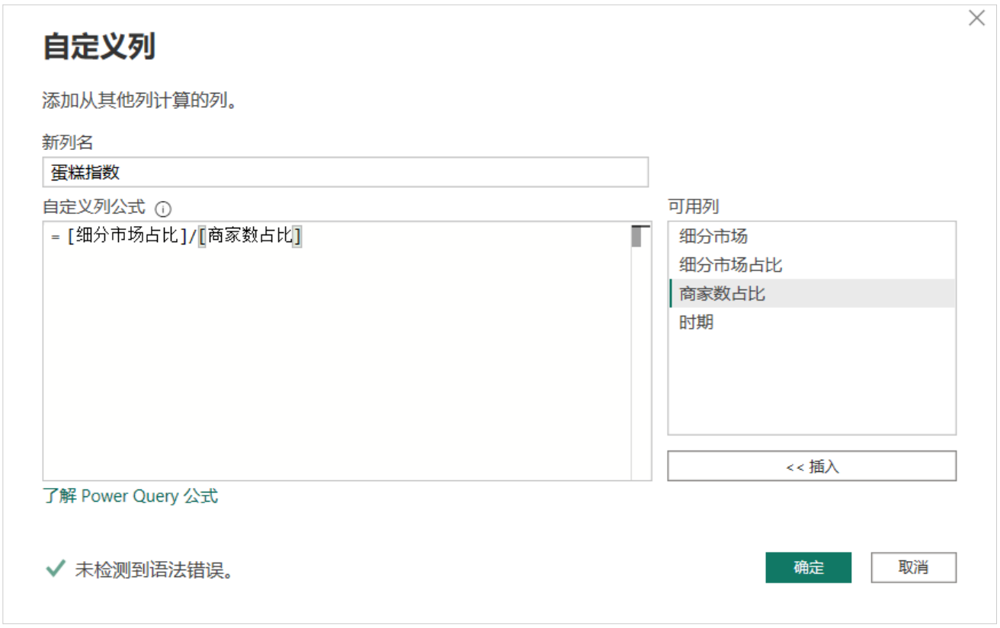 自定义列
添加从其他列计算的列。
新列名
蛋糕指数
自定义列公式
= [细分市场占比]/[商家数占比]
可用列
细分市场
细分市场占比
商家数占比
时期
<< 插入
了解 Power Query 公式
未检测到语法错误。
确定
取消